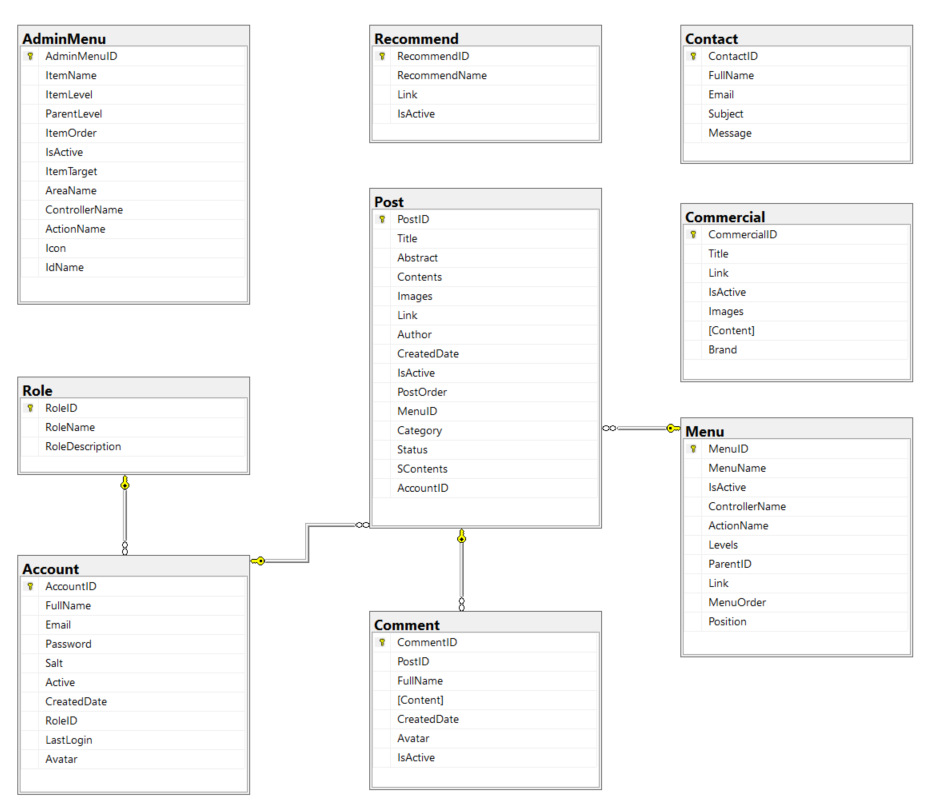 AdminMenu
AdminMenuID
ItemName
ItemLevel
ParentLevel
ItemOrder
IsActive
ItemTarget
AreaName
ControllerName
ActionName
Icon
IdName
Recommend
RecommendID
RecommendName
Link
IsActive
Contact
ContactID
FullName
Email
Subject
Message
Post
PostID
Title
Abstract
Contents
Images
Link
Author
CreatedDate
IsActive
PostOrder
MenuID
Category
Status
SContents
AccountID
Commercial
CommercialID
Title
Link
IsActive
Images
[Content]
Brand
Role
RoleID
RoleName
RoleDescription
Menu
MenuID
MenuName
IsActive
ControllerName
ActionName
Levels
ParentID
Link
MenuOrder
Position
Account
AccountID
FullName
Email
Password
Salt
Active
CreatedDate
RoleID
LastLogin
Avatar
Comment
CommentID
PostID
FullName
[Content]
CreatedDate
Avatar
IsActive